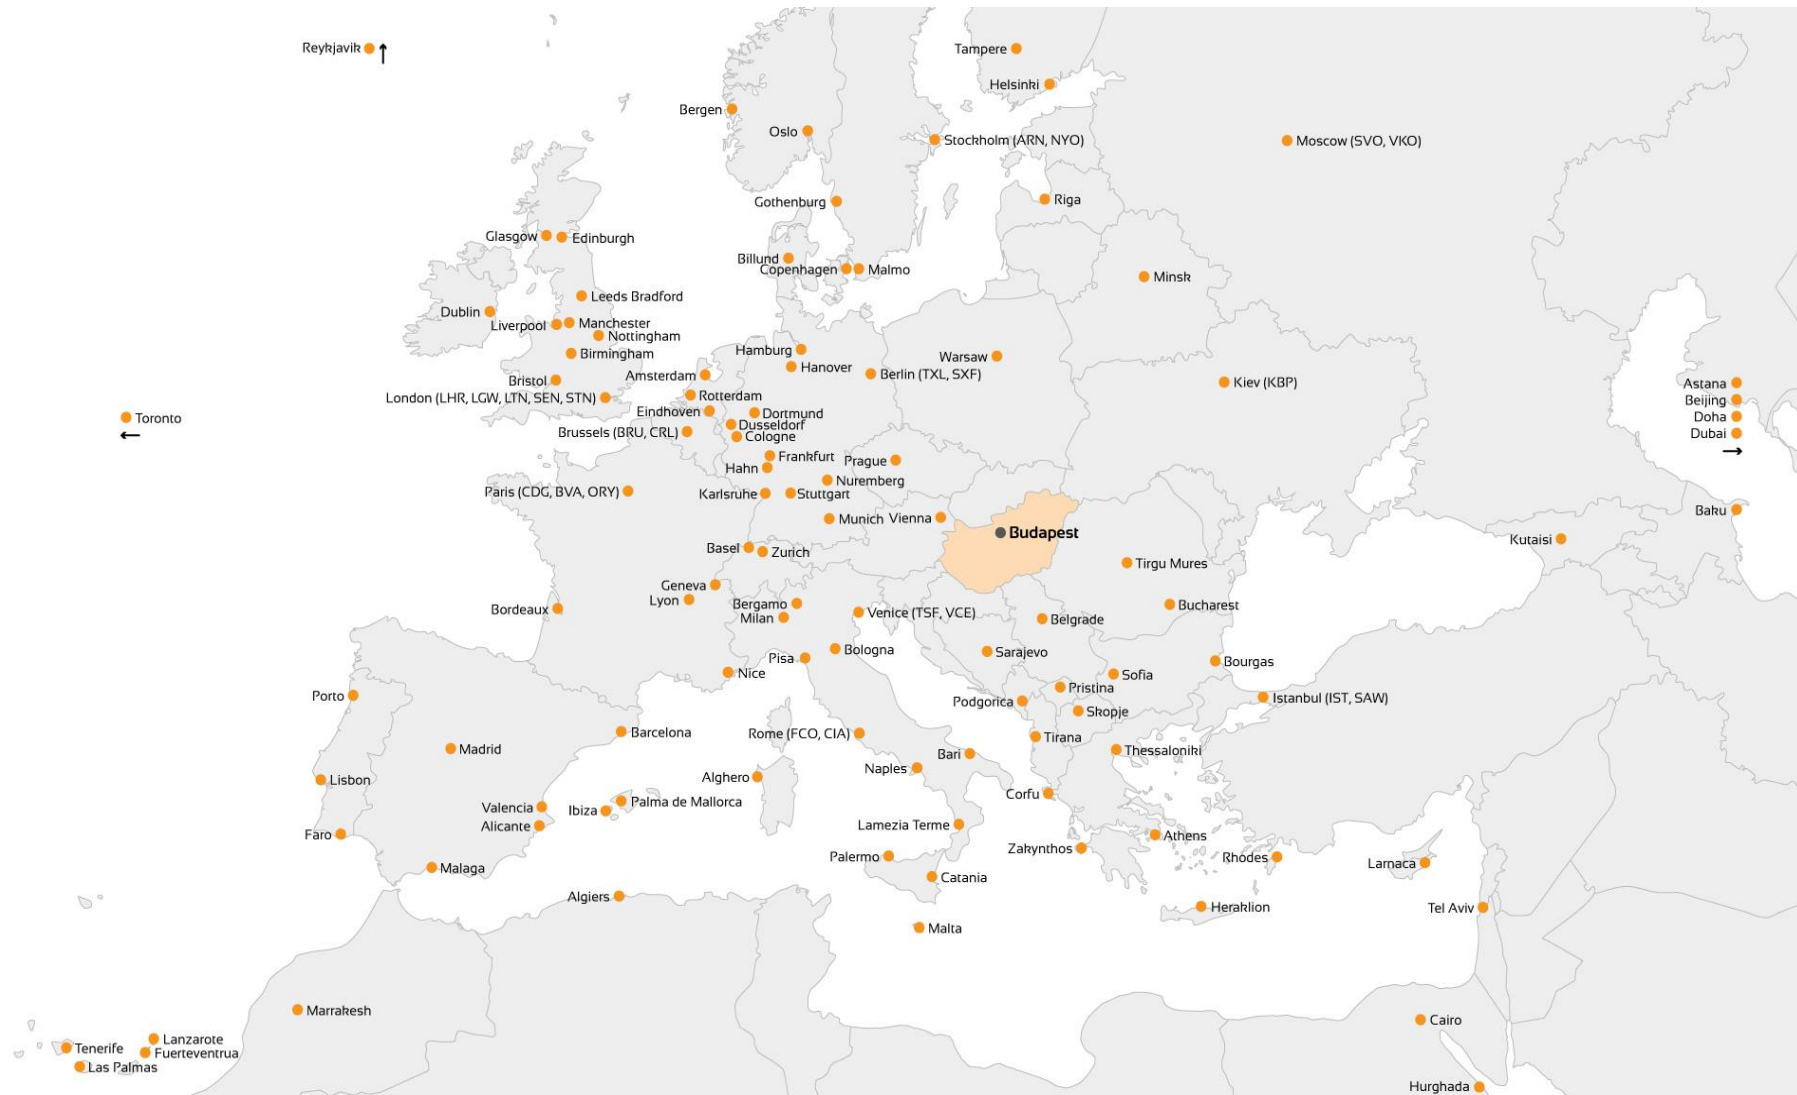 Reykjavik
Tampere
Helsinki
Bergen
Oslo
Stockholm (ARN, NYO)
Moscow (SVO, VKO)
Gothenburg
Riga
Glasgow
Edinburgh
Billund
Copenhagen
Malmo
Minsk
Leeds Bradford
Dublin
Liverpool
Manchester
Nottingham
Birmingham
Hamburg
Hanover
Warsaw
Amsterdam
Berlin (TXL, SXF)
Bristol
Kiev (KBP)
Astana
Beijing
Doha
Dubai
London (LHR, LGW, LTN, SEN, STN)
Rotterdam
Eindhoven
Dortmund
Toronto
Dusseldorf
Brussels (BRU, CRL)
Cologne
Frankfurt
Hahn
Prague
Nuremberg
Paris (CDG, BVA, ORY)
Karlsruhe
Stuttgart
Munich
Vienna
Baku
Budapest
Kutaisi
Basel
Zurich
Tirgu Mures
Geneva
Lyon
Bergamo
Milan
Bordeaux
Venice (TSF, VCE)
Bucharest
Belgrade
Bologna
Sarajevo
Pisa
Bourgas
Nice
Sofia
Pristina
Porto
Podgorica
Istanbul (IST, SAW)
Skopje
Barcelona
Rome (FCO, CIA)
Tirana
Madrid
Bari
Thessaloniki
Naples
Alghero
Lisbon
Corfu
Palma de Mallorca
Valencia
Ibiza
Alicante
Lamezia Terme
Faro
Athens
Zakynthos
Palermo
Rhodes
Larnaca
Malaga
Catania
Algiers
Heraklion
Tel Aviv
Malta
Marrakesh
Cairo
Lanzarote
Tenerife
Fuerteventrua
Las Palmas
Hurghada